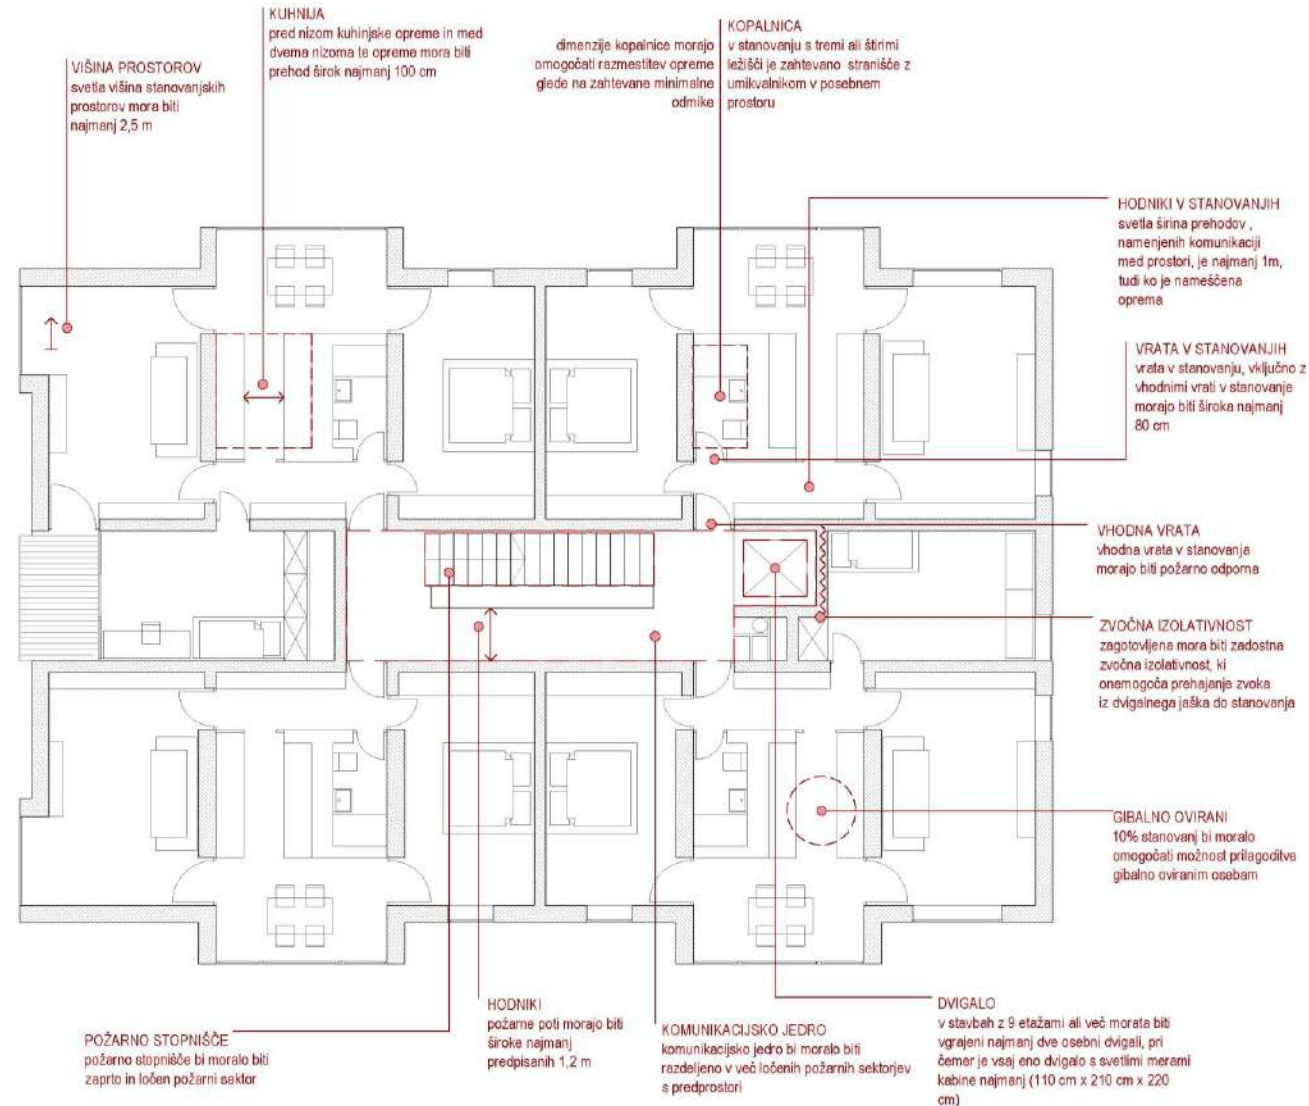 KUHNIJA
pred nizom kuhinjske opreme in med
dvema nizoma te opreme mora biti
prehod širok najmanj 100 cm
VIŠINA PROSTOROV
svetla višina stanovanjskih
prostorov mora biti
najmanj 2,5 m
dimenzije kopalnice morajo
omogočati razmestitev opreme
glede na zahtevane minimalne
odmike
KOPALNICA
v stanovanju s tremi ali štirimi
ležišči je zahtevano stranišče z
umikvalnikom v posebnem
prostoru
HODNIKI V STANOVANJIH
svetla širina prehodov ,
namenjenih komunikaciji
med prostori, je najmanj 1m,
tudi ko je nameščena
oprema
VRATA V STANOVANJIH
vrata v stanovanju, vključno z
vhodnimi vrati v stanovanje
morajo biti široka najmanj
80 cm
VHODNA VRATA
vhodna vrata v stanovanja
morajo biti požarno odporna
ZVOČNA IZOLATIVNOST
zagotovljena mora biti zadostna
zvočna izolativnost, ki
onemogoča prehajanje zvoka
iz dvigalnega jaška do stanovanja
GIBALNO OVIRANI
10% stanovanj bi moralo
omogočati možnost prilagoditve
gibalno oviranim osebam
POŽARNO STOPNIŠČE
požarno stopnišče bi moralo biti
zaprto in ločen požarni sektor
HODNIKI
požarne poti morajo biti
široke najmanj
predpisanih 1,2 m
KOMUNIKACIJSKO JEDRO
komunikacijsko jedro bi moralo biti
razdeljeno v več ločenih požarnih sektorjev
s predprostori
DVIGALO
v stavbah z 9 etažami ali več morata biti
vgrajeni najmanj dve osebni dvigali, pri
čemer je vsaj eno dvigalo s svetlimi merami
kabine najmanj (110 cm x 210 cm x 220
cm)